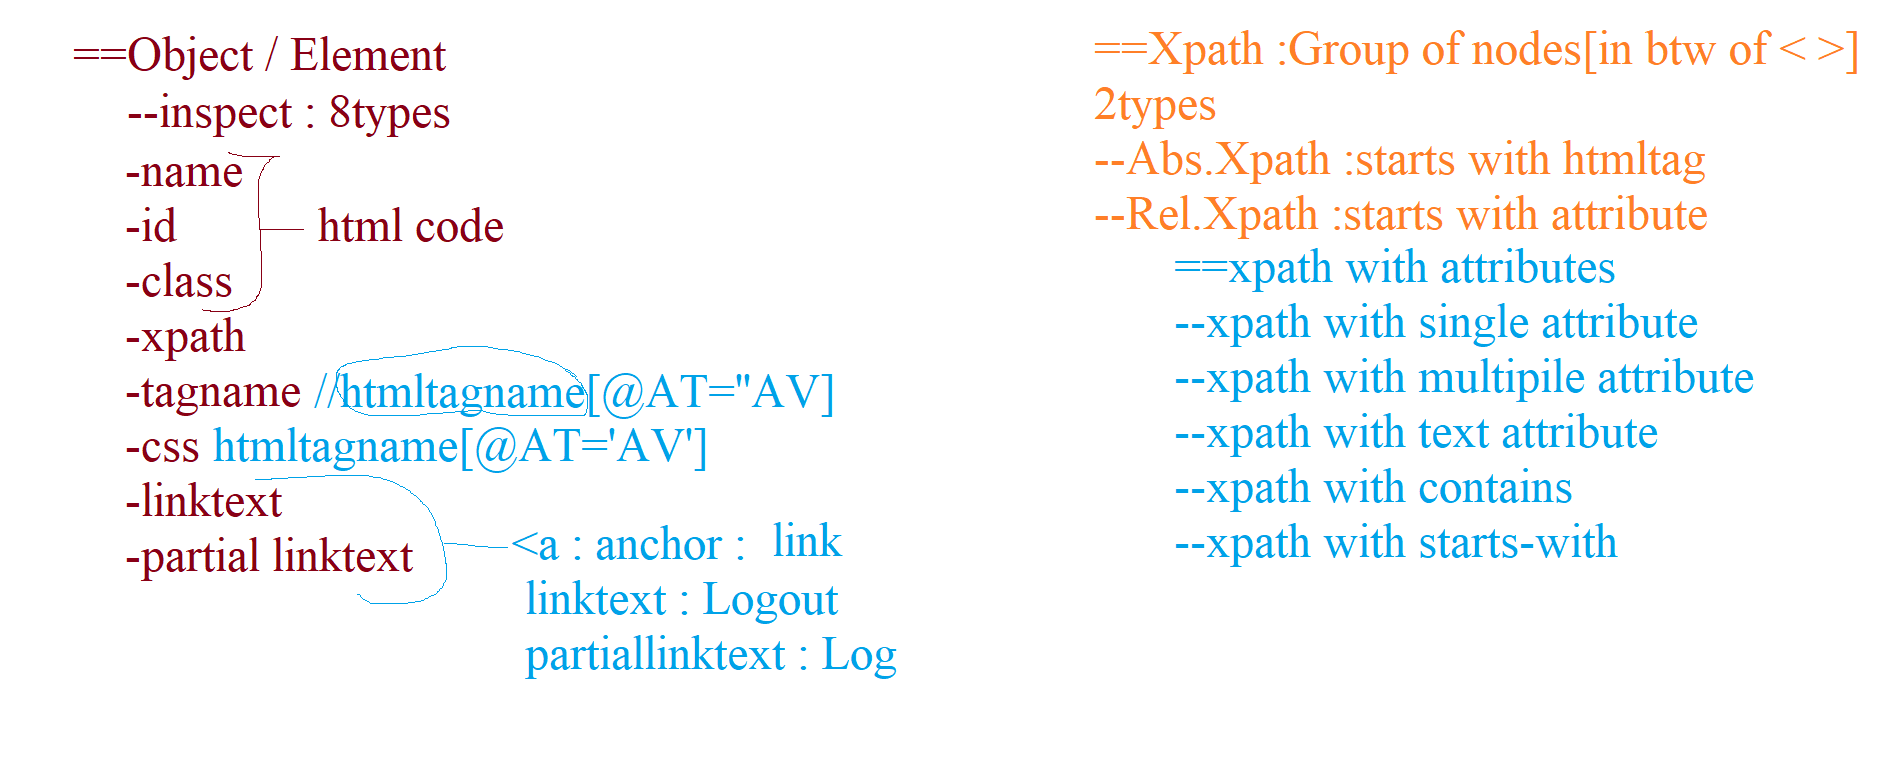 ==Object / Element
--inspect : 8types
-name
-id
html code
-class
-xpath
-tagname //htmltagname[@AT="AV]
-css htmltagname[@AT='AV']
-linktext
-partial linktext
<a : anchor : link
linktext : Logout
partiallinktext : Log
==Xpath :Group of nodes[in btw of < >]
2types
--Abs.Xpath :starts with htmltag
--Rel.Xpath :starts with attribute
==xpath with attributes
--xpath with single attribute
--xpath with multipile attribute
--xpath with text attribute
--xpath with contains
--xpath with starts-with